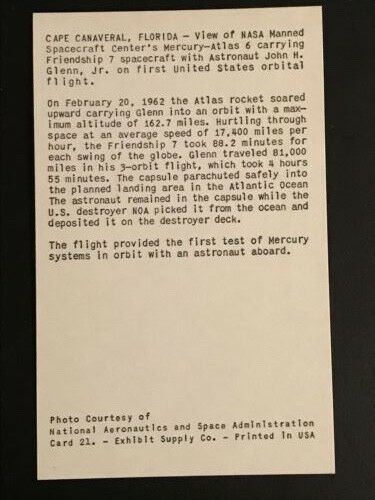 CAPE CANAVERAL, FLORIDA - View of NASA Manned
Spacecraft Center's Mercury-Atlas 6 carrying
Friendship 7 spacecraft with Astronaut John H.
Glenn, Jr. on first United States orbital
flight.
On February 20, 1962 the Atlas rocket soared
upward carrying Glenn into an orbit with a max-
imum altitude of 162.7 miles. Hurtling through
space at an average speed of 17,400 miles per
hour, the Friendship 7 took 88.2 minutes for
each swing of the globe. Glenn traveled 81,000
miles in his 3-orbit flight, which took 4 hours
55 minutes. The capsule parachuted safely into
the planned landing area in the Atlantic Ocean
The astronaut remained in the capsule while the
U.S. destroyer NOA picked it from the ocean and
deposited it on the destroyer deck.
The flight provided the first test of Mercury
systems in orbit with an astronaut aboard.
Photo Courtesy of
National Aeronautics and Space Administration
Card 21. - Exhibit Supply Co. - Printed in USA